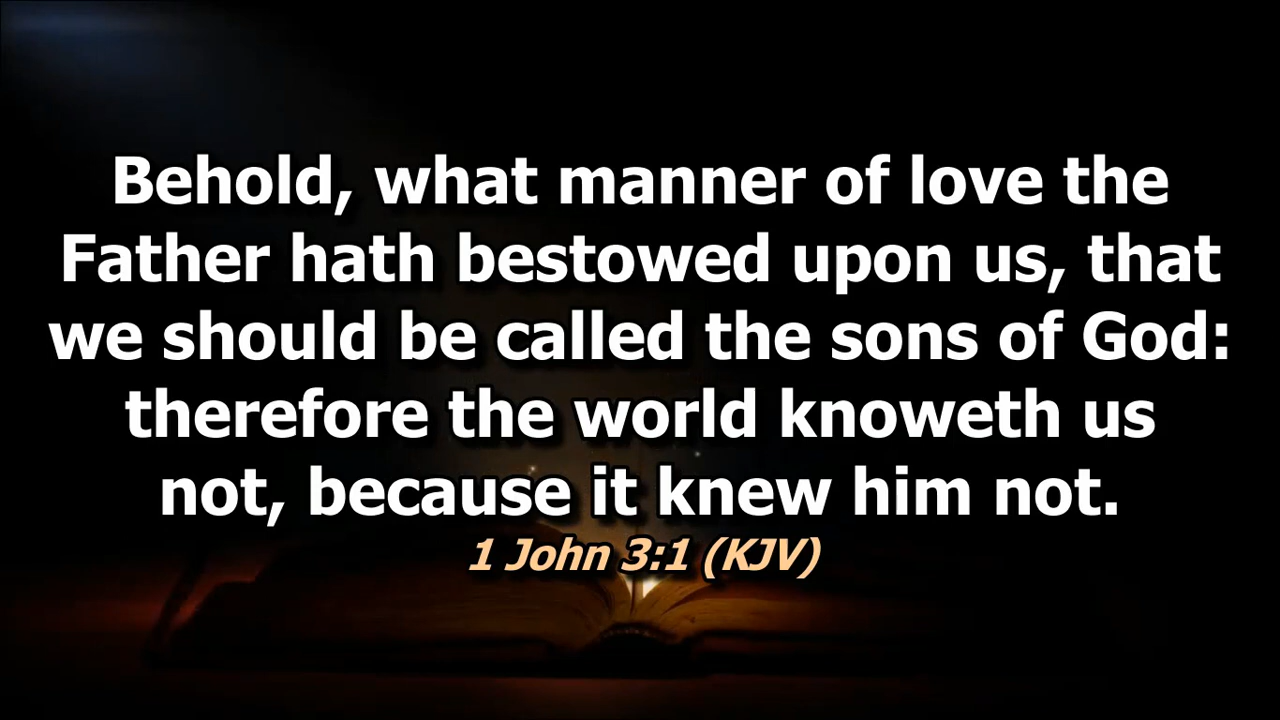 Behold, what manner of love the
Father hath bestowed upon us, that
we should be called the sons of God:
therefore the world knoweth us
not, because it knew him not.
1 John 3:1 (KJV)